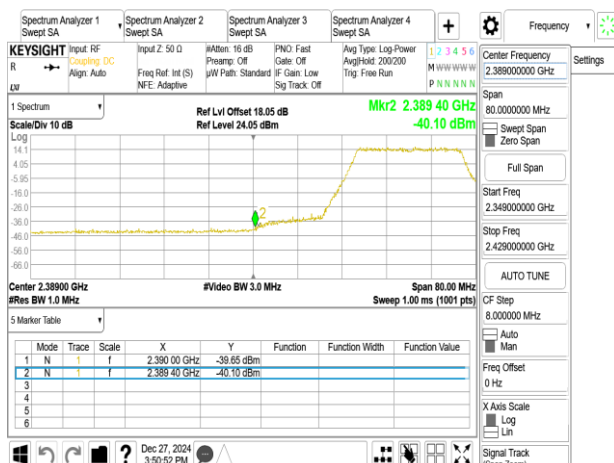 Spectrum Analyzer 1
Swept SA
Spectrum Analyzer 2
Swept SA
Spectrum Analyzer 3
Swept SA
Spectrum Analyzer 4
Swept SA
+
Frequency
KEYSIGHT
R
LXI
Input: RF
Coupling: DC
Align: Auto
Input Z: 50 Ω
Freq Ref: Int (S)
NFE: Adaptive
#Atten: 16 dB
Preamp: Off
µW Path: Standard
PNO: Fast
Gate: Off
IF Gain: Low
Sig Track: Off
Avg Type: Log-Power
Avg|Hold: 200/200
Trig: Free Run
1 2 3 4 5 6
M W W W W W
P N N N N N
1 Spectrum
Scale/Div 10 dB
Ref Lvl Offset 18.05 dB
Ref Level 24.05 dBm
Mkr2 2.389 40 GHz
-40.10 dBm
Log
14.1
4.05
-5.95
-16.0
-26.0
-36.0
-46.0
-56.0
-66.0
2
Center 2.38900 GHz
#Res BW 1.0 MHz
#Video BW 3.0 MHz
Span 80.00 MHz
Sweep 1.00 ms (1001 pts)
5 Marker Table
Mode Trace Scale X Y Function Function Width Function Value
1 N 1 f 2.390 00 GHz -39.65 dBm
2 N 1 f 2.389 40 GHz -40.10 dBm
3
4
5
6
Dec 27, 2024
3:50:52 PM
Center Frequency
2.389000000 GHz
Settings
Span
80.0000000 MHz
Swept Span
Zero Span
Full Span
Start Freq
2.349000000 GHz
Stop Freq
2.429000000 GHz
AUTO TUNE
CF Step
8.000000 MHz
Auto
Man
Freq Offset
0 Hz
X Axis Scale
Log
Lin
Signal Track